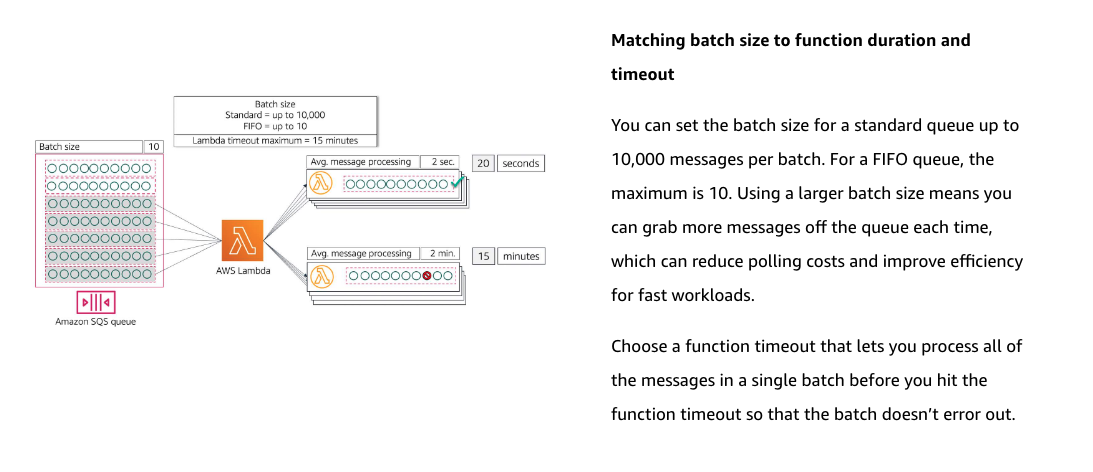 Batch size
Standard = up to 10,000
FIFO = up to 10
Lambda timeout maximum = 15 minutes
Batch size 10
Avg. message processing 2 sec. 20 seconds
AWS Lambda
Avg. message processing 2 min. 15 minutes
Amazon SQS queue
Matching batch size to function duration and
timeout
You can set the batch size for a standard queue up to
10,000 messages per batch. For a FIFO queue, the
maximum is 10. Using a larger batch size means you
can grab more messages off the queue each time,
which can reduce polling costs and improve efficiency
for fast workloads.
Choose a function timeout that lets you process all of
the messages in a single batch before you hit the
function timeout so that the batch doesn’t error out.